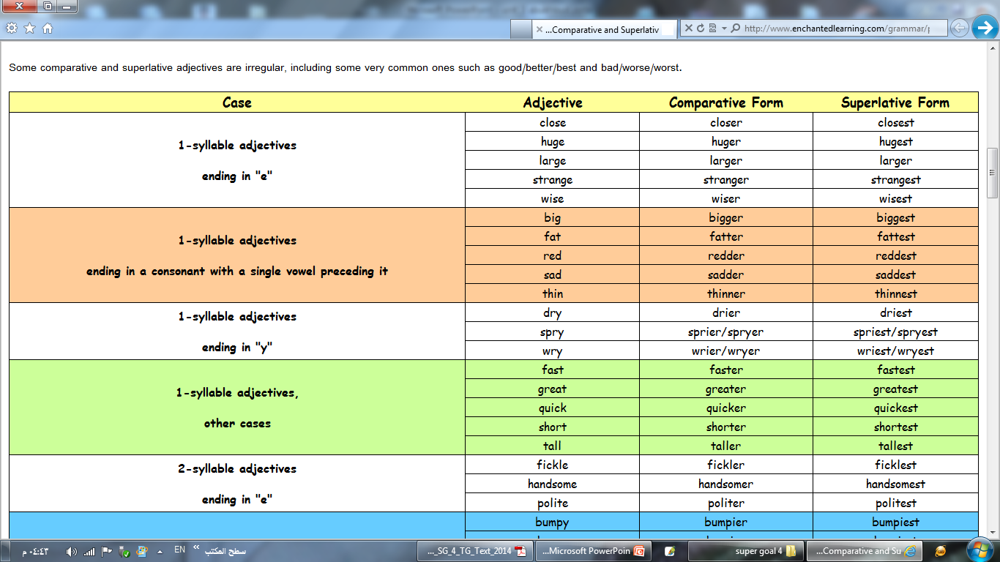 ...Comparative and Superlativ
http://www.enchantedlearning.com/grammar/
Some comparative and superlative adjectives are irregular, including some very common ones such as good/better/best and bad/worse/worst.
Case Adjective Comparative Form Superlative Form
1-syllable adjectives
ending in "e"
close closer closest
huge huger hugest
large larger larger
strange stranger strangest
wise wiser wisest
1-syllable adjectives
ending in a consonant with a single vowel preceding it
big bigger biggest
fat fatter fattest
red redder reddest
sad sadder saddest
thin thinner thinnest
1-syllable adjectives
ending in "y"
dry drier driest
spry sprier/spryer spriest/spryest
wry wrier/wryer wriest/wryest
1-syllable adjectives,
other cases
fast faster fastest
great greater greatest
quick quicker quickest
short shorter shortest
tall taller tallest
2-syllable adjectives
ending in "e"
fickle fickler ficklest
handsome handsomer handsomest
polite politer politest
bumpy bumpier bumpiest
٠٤:٤٣ م EN سطح المكتب ..._SG_4_TG_Text_2014 ...Microsoft PowerPoin super goal 4 ...Comparative and Su